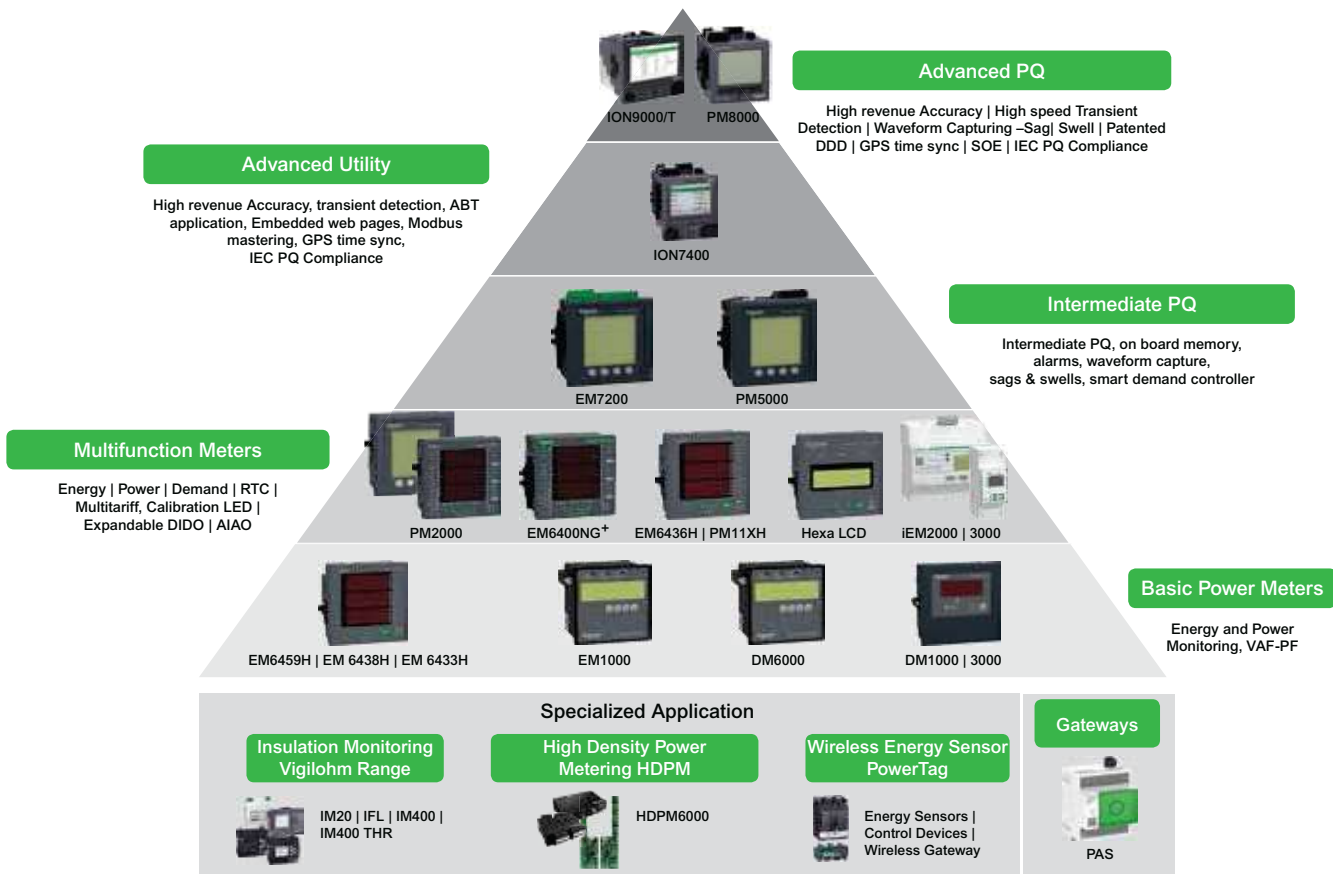 ION9000/T
PM8000
Advanced PQ
High revenue Accuracy | High speed Transient
Detection | Waveform Capturing –Sag| Swell | Patented
DDD | GPS time sync | SOE | IEC PQ Compliance
Advanced Utility
High revenue Accuracy, transient detection, ABT
application, Embedded web pages, Modbus
mastering, GPS time sync,
IEC PQ Compliance
ION7400
Intermediate PQ
Intermediate PQ, on board memory,
alarms, waveform capture,
sags & swells, smart demand controller
EM7200
PM5000
Multifunction Meters
Energy | Power | Demand | RTC |
Multitariff, Calibration LED |
Expandable DIDO | AIAO
PM2000
EM6400NG+
EM6436H | PM11XH
Hexa LCD
iEM2000 | 3000
Basic Power Meters
Energy and Power
Monitoring, VAF-PF
EM6459H | EM 6438H | EM 6433H
EM1000
DM6000
DM1000 | 3000
Specialized Application
Insulation Monitoring
Vigilohm Range
IM20 | IFL | IM400 |
IM400 THR
High Density Power
Metering HDPM
HDPM6000
Wireless Energy Sensor
PowerTag
Energy Sensors |
Control Devices |
Wireless Gateway
Gateways
PAS